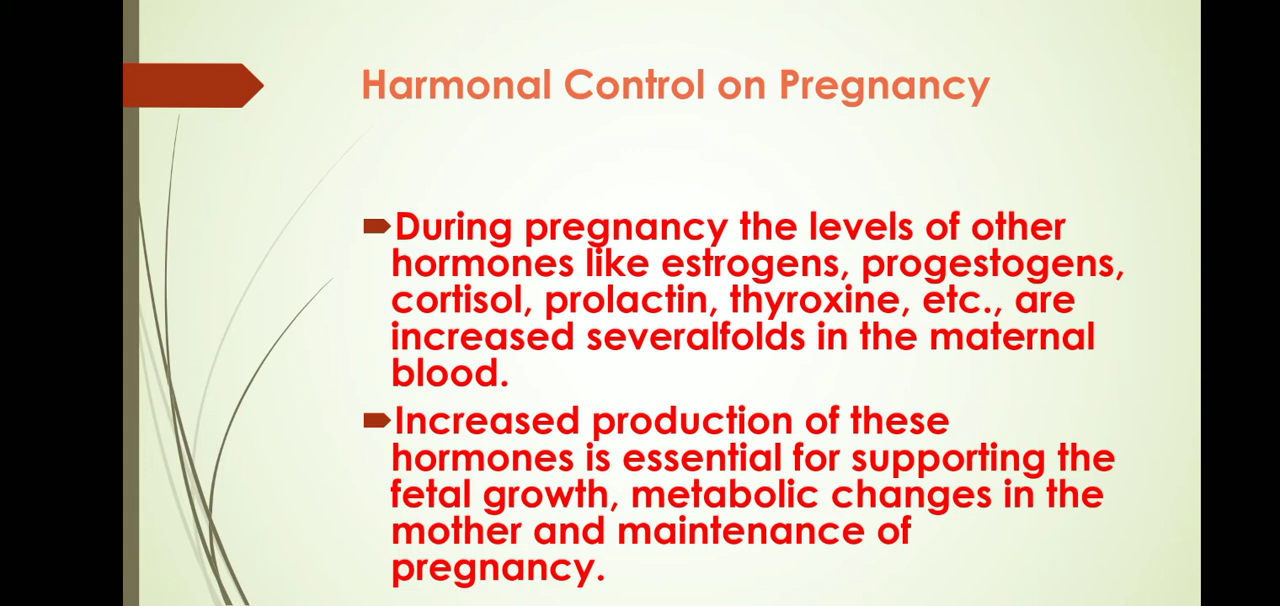 Harmonal Control on Pregnancy
During pregnancy the levels of other
hormones like estrogens, progestogens,
cortisol, prolactin, thyroxine, etc., are
increased severalfolds in the maternal
blood.
Increased production of these
hormones is essential for supporting the
fetal growth, metabolic changes in the
mother and maintenance of
pregnancy.